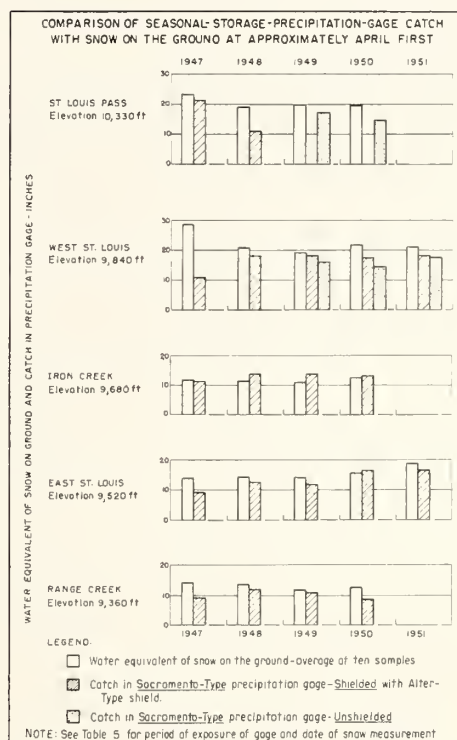 COMPARISON OF SEASONAL-STORAGE-PRECIPITATION-GAGE CATCH
WITH SNOW ON THE GROUND AT APPROXIMATELY APRIL FIRST
1947 1948 1949 1950 1951
WATER EQUIVALENT OF SNOW ON GROUND AND CATCH IN PRECIPITATION GAGE - INCHES
ST LOUIS PASS
Elevation 10,330 ft
30
20
10
0
WEST ST. LOUIS
Elevation 9,840 ft
30
20
10
0
IRON CREEK
Elevation 9,680 ft
20
10
0
EAST ST. LOUIS
Elevation 9,520 ft
20
10
0
RANGE CREEK
Elevation 9,360 ft
20
10
0
1947 1948 1949 1950 1951
LEGEND:
Water equivalent of snow on the ground-average of ten samples
Catch in Sacramento-Type precipitation gage-Shielded with Alter-
Type shield.
Catch in Sacramento-Type precipitation gage-Unshielded
NOTE: See Table 5 for period of exposure of gage and date of snow measurement